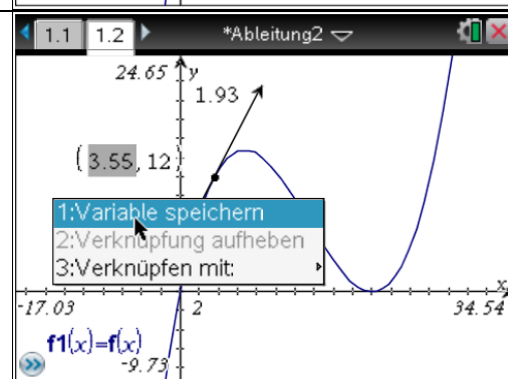 1.1 1.2 *Ableitung2
24.65 y
1.93
(3.55, 12)
1:Variable speichern
2:Verknüpfung aufheben
3:Verknüpfen mit:
x
-17.03 2 34.54
f1(x)=f(x)
-9.73